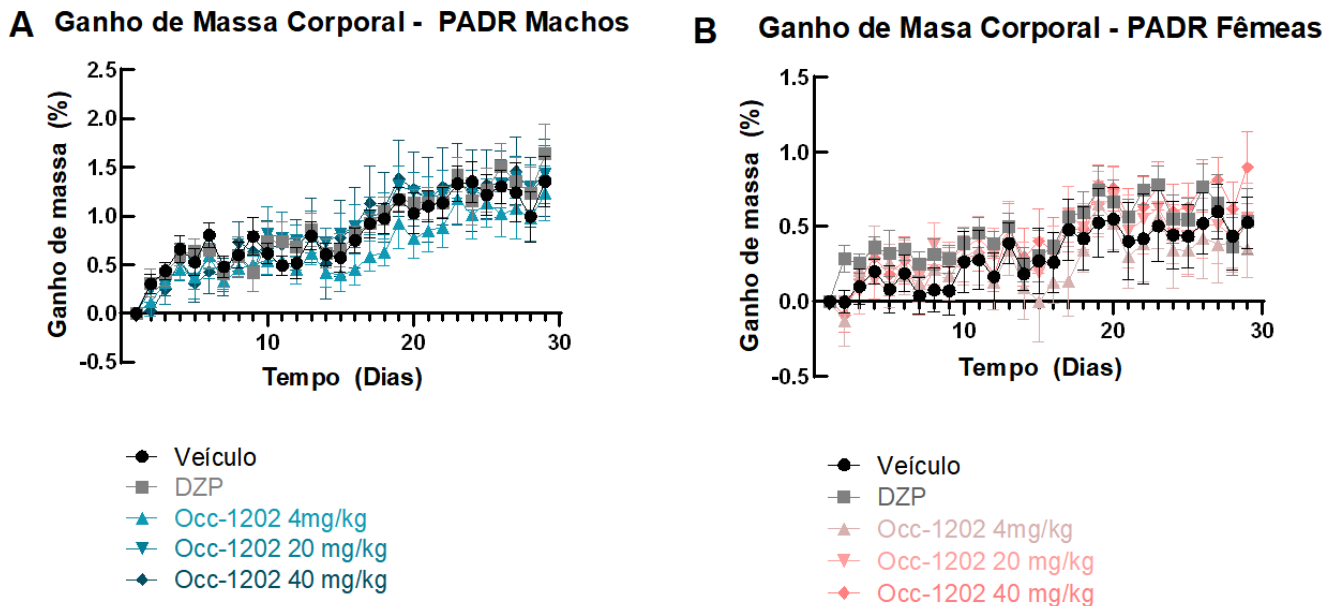 A Ganho de Massa Corporal - PADR Machos
Ganho de massa (%)
2.5
2.0
1.5
1.0
0.5
0.0
-0.5
10
20
30
Tempo (Dias)
Veículo
DZP
Occ-1202 4mg/kg
Occ-1202 20 mg/kg
Occ-1202 40 mg/kg
B Ganho de Masa Corporal - PADR Fêmeas
Ganho de massa (%)
1.5
1.0
0.5
0.0
-0.5
10
20
30
Tempo (Dias)
Veículo
DZP
Occ-1202 4mg/kg
Occ-1202 20 mg/kg
Occ-1202 40 mg/kg